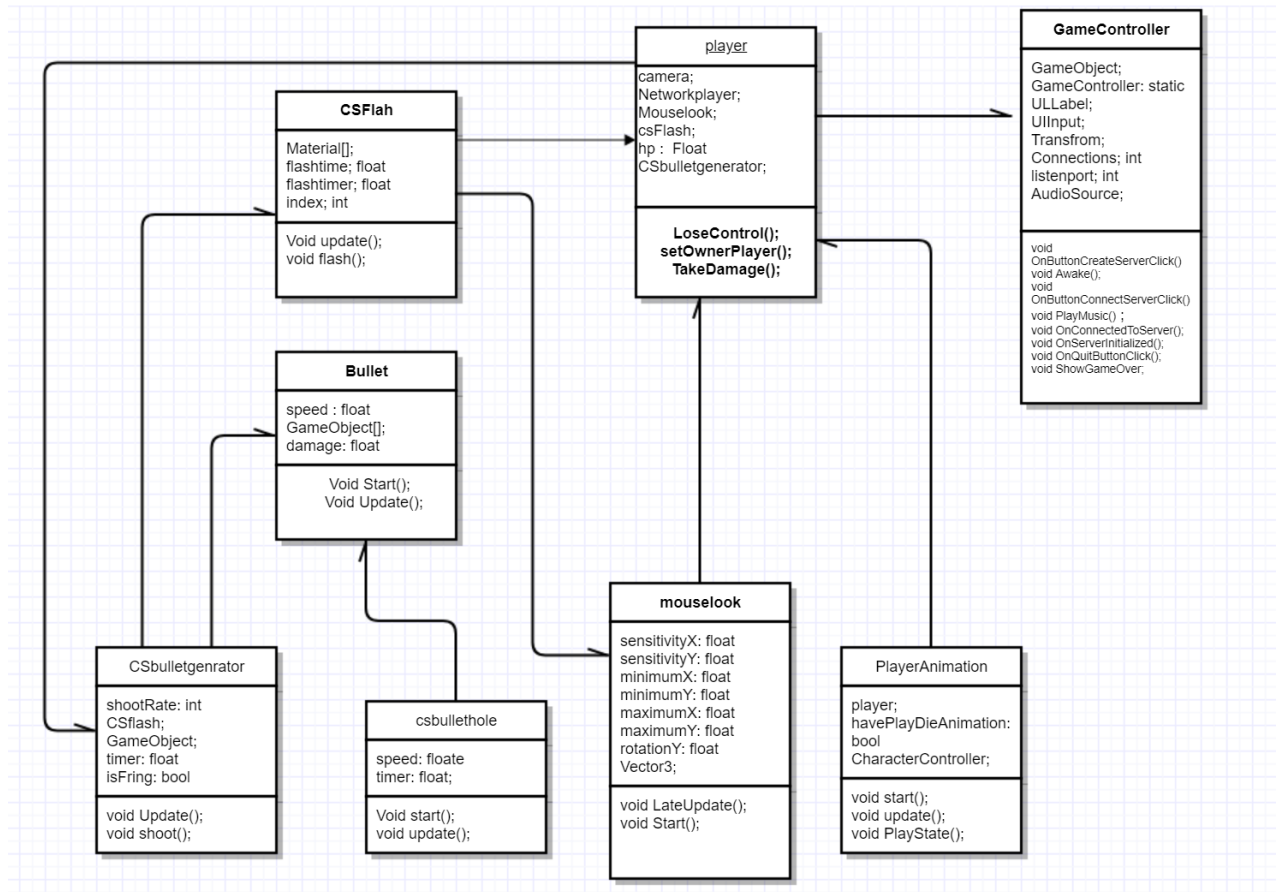 player
camera;
Networkplayer;
Mouselook;
csFlash;
hp : Float
CSbulletgenerator;
LoseControl();
setOwnerPlayer();
TakeDamage();
GameController
GameObject;
GameController: static
ULLabel;
UIInput;
Transfrom;
Connections; int
listenport; int
AudioSource;
void
OnButtonCreateServerClick()
void Awake();
void
OnButtonConnectServerClick()
void PlayMusic() ;
void OnConnectedToServer();
void OnServerInitialized();
void OnQuitButtonClick();
void ShowGameOver;
CSFlah
Material[];
flashtime; float
flashtimer; float
index; int
Void update();
void flash();
Bullet
speed : float
GameObject[];
damage: float
Void Start();
Void Update();
CSbulletgenrator
shootRate: int
CSflash;
GameObject;
timer: float
isFring: bool
void Update();
void shoot();
csbullethole
speed: floate
timer: float;
Void start();
void update();
mouselook
sensitivityX: float
sensitivityY: float
minimumX: float
minimumY: float
maximumX: float
maximumY: float
rotationY: float
Vector3;
void LateUpdate();
void Start();
PlayerAnimation
player;
havePlayDieAnimation:
bool
CharacterController;
void start();
void update();
void PlayState();